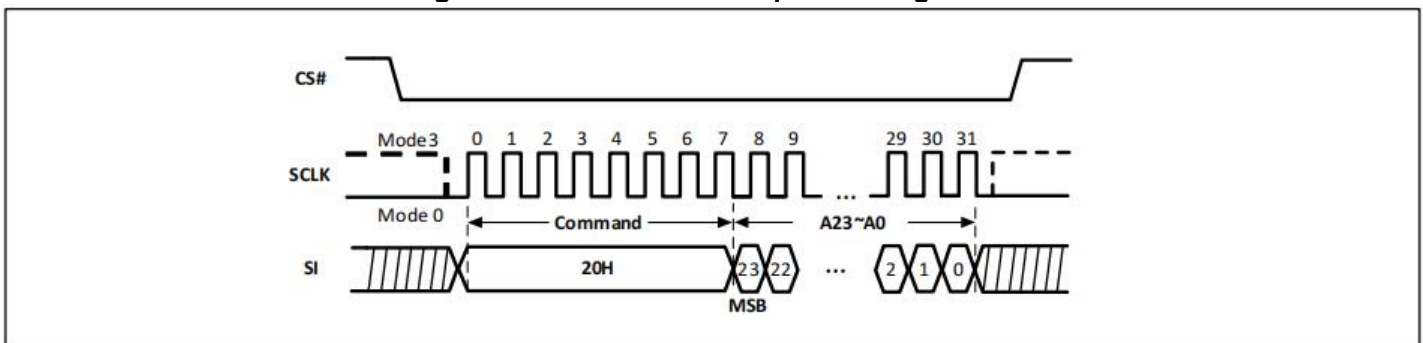 CS#
Mode3 0 1 2 3 4 5 6 7 8 9 29 30 31
SCLK
...
Mode 0
Command A23~A0
SI 20H 23 22 ... 2 1 0
MSB